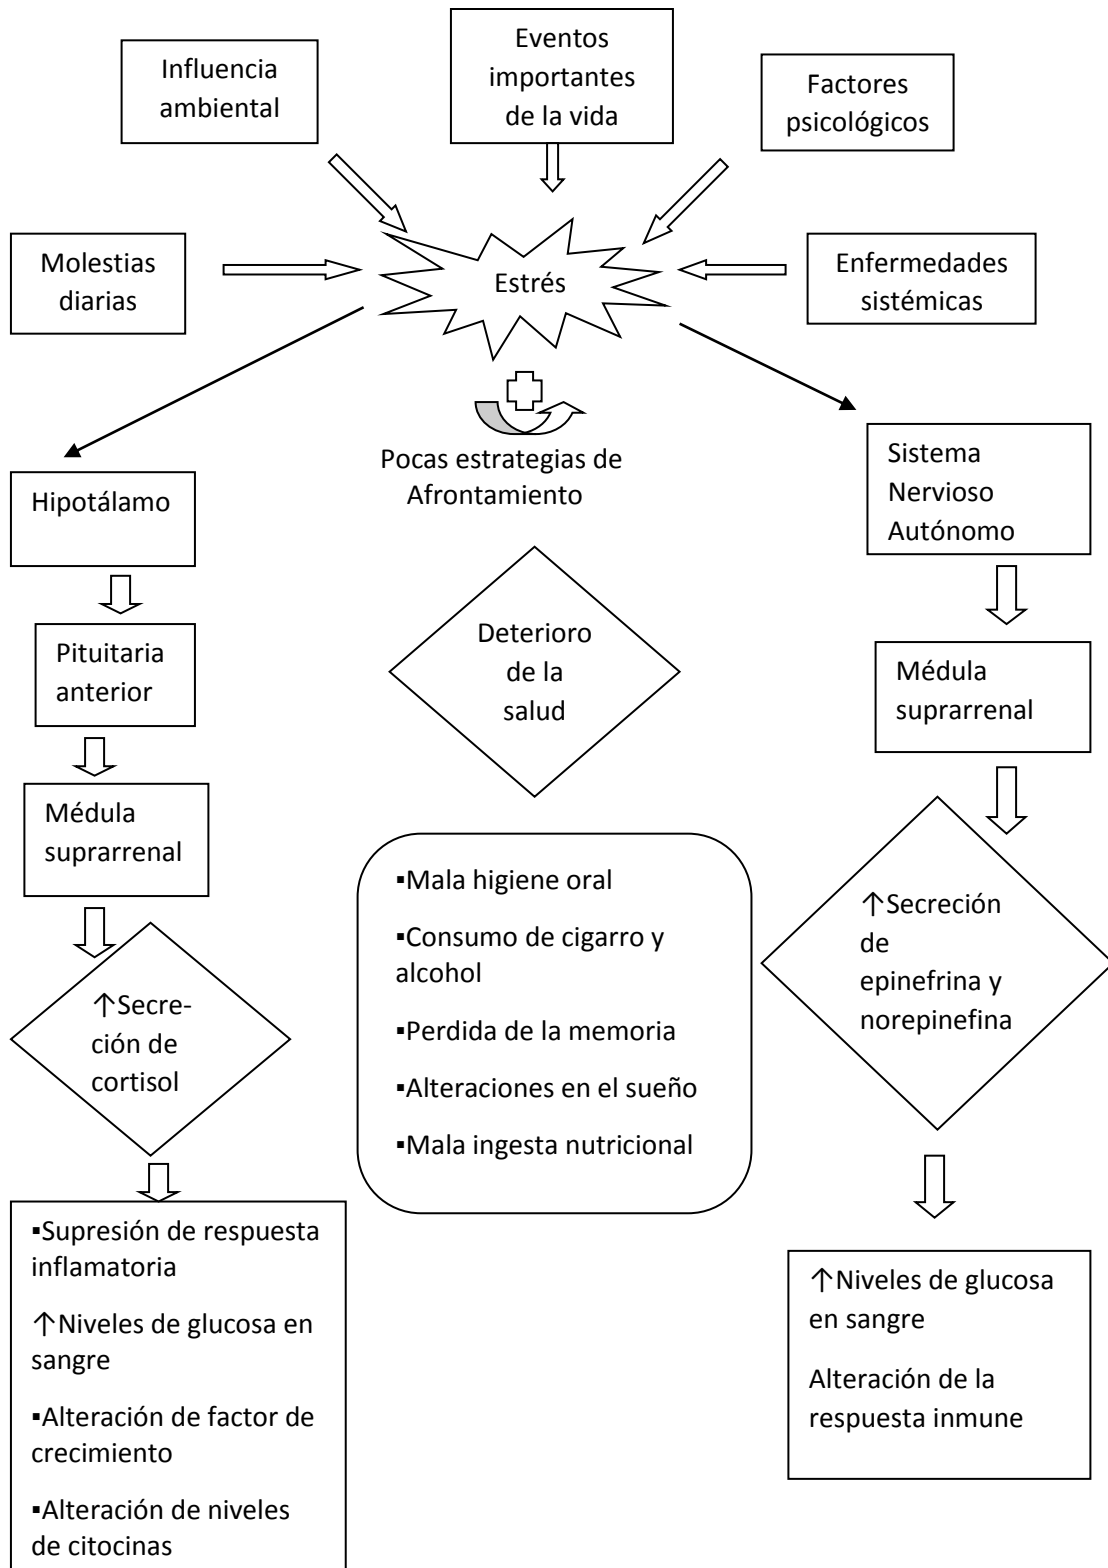 Influencia
ambiental
Eventos
importantes
de la vida
Factores
psicológicos
Molestias
diarias
Estrés
Enfermedades
sistémicas
Pocas estrategias de
Afrontamiento
Hipotálamo
Pituitaria
anterior
Médula
suprarrenal
↑Secre-
ción de
cortisol
▪Supresión de respuesta
inflamatoria
↑Niveles de glucosa en
sangre
▪Alteración de factor de
crecimiento
▪Alteración de niveles
de citocinas
Deterioro
de la
salud
▪Mala higiene oral
▪Consumo de cigarro y
alcohol
▪Perdida de la memoria
▪Alteraciones en el sueño
▪Mala ingesta nutricional
Sistema
Nervioso
Autónomo
Médula
suprarrenal
↑Secreción
de
epinefrina y
norepinefina
↑Niveles de glucosa
en sangre
Alteración de la
respuesta inmune